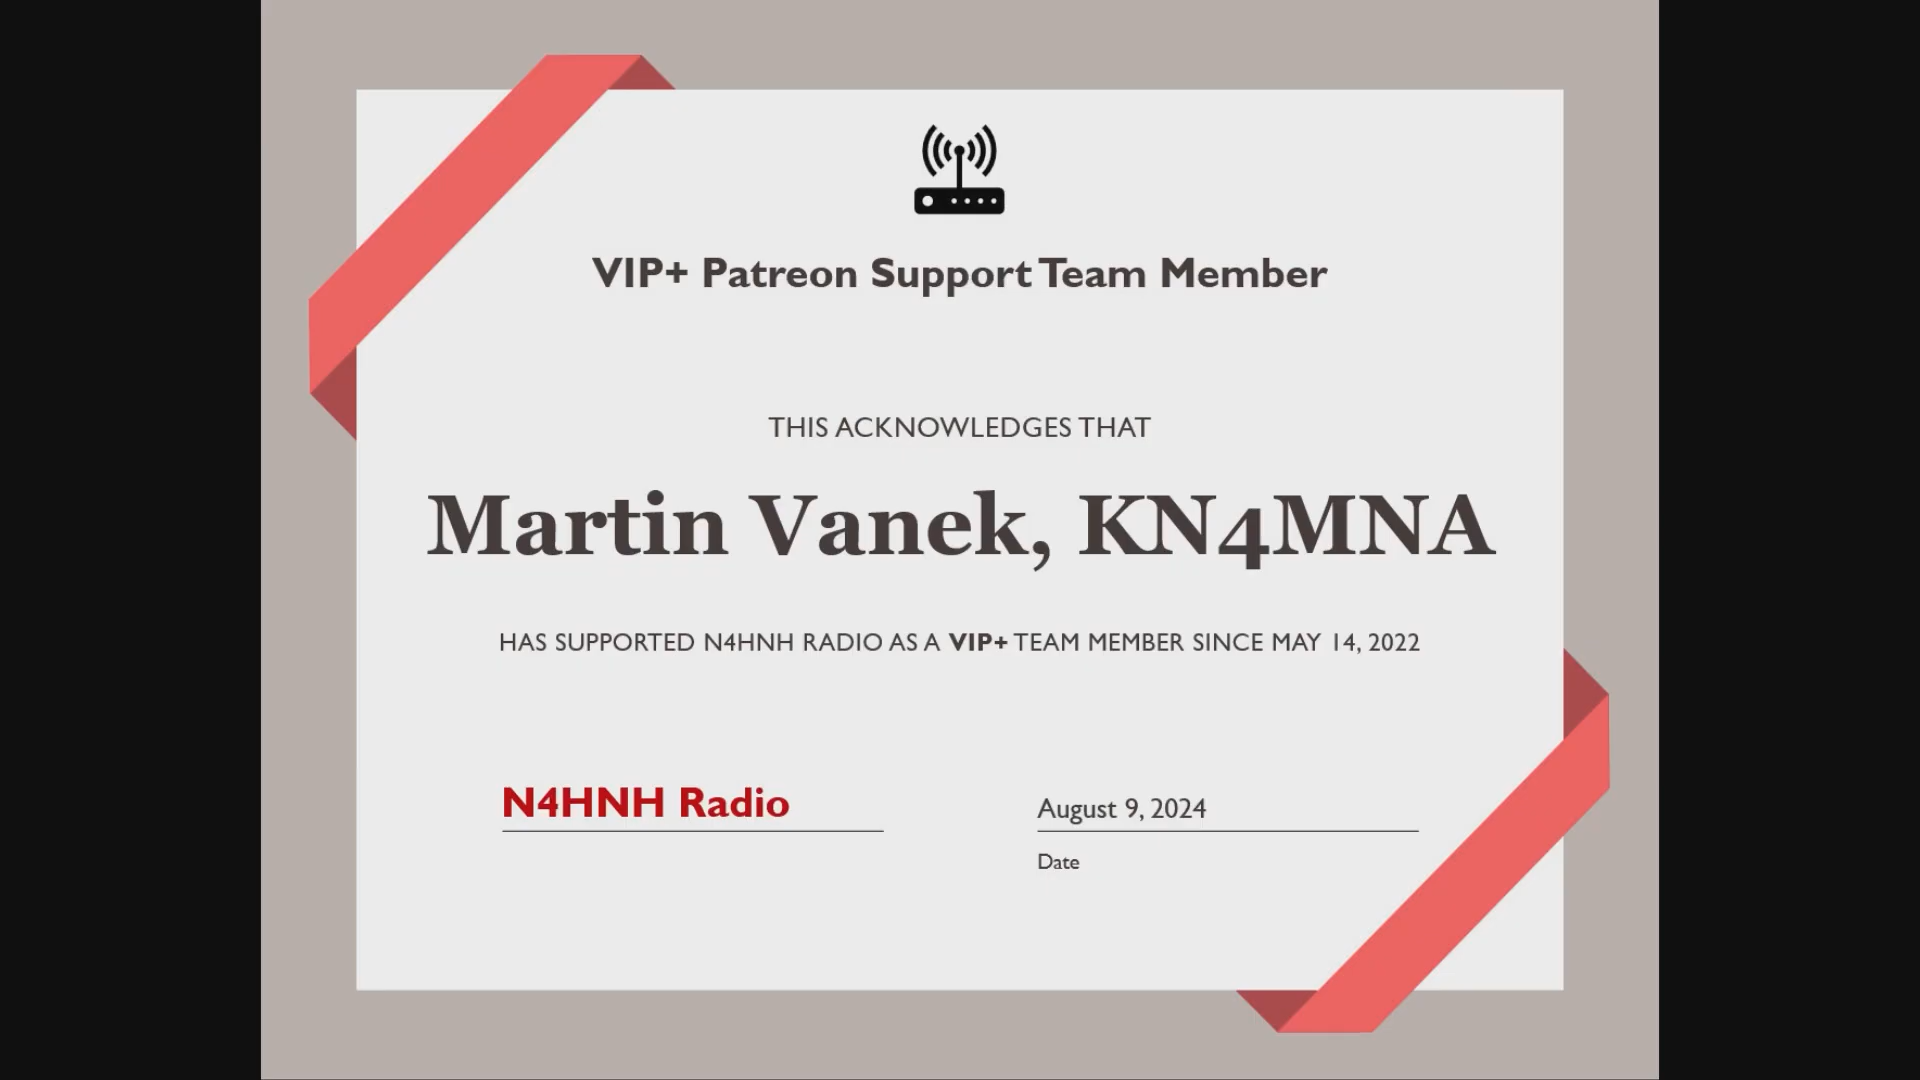 VIP+ Patreon Support Team Member
THIS ACKNOWLEDGES THAT
Martin Vanek, KN4MNA
HAS SUPPORTED N4HNH RADIO AS A VIP+ TEAM MEMBER SINCE MAY 14, 2022
N4HNH Radio
August 9, 2024
Date